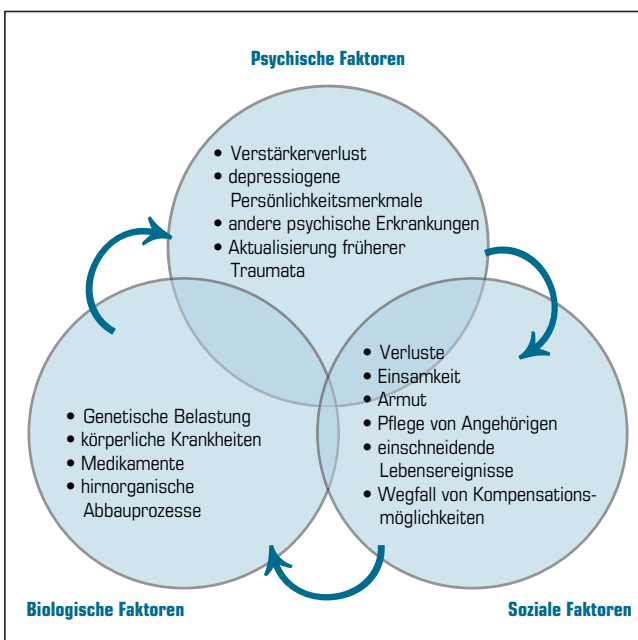 Psychische Faktoren
• Verstärkerverlust
• depressiogene
Persönlichkeitsmerkmale
• andere psychische Erkrankungen
• Aktualisierung früherer
Traumata
• Genetische Belastung
• körperliche Krankheiten
• Medikamente
• hirnorganische
Abbauprozesse
• Verluste
• Einsamkeit
• Armut
• Pflege von Angehörigen
• einschneidende
Lebensereignisse
• Wegfall von Kompensations-
möglichkeiten
Biologische Faktoren
Soziale Faktoren